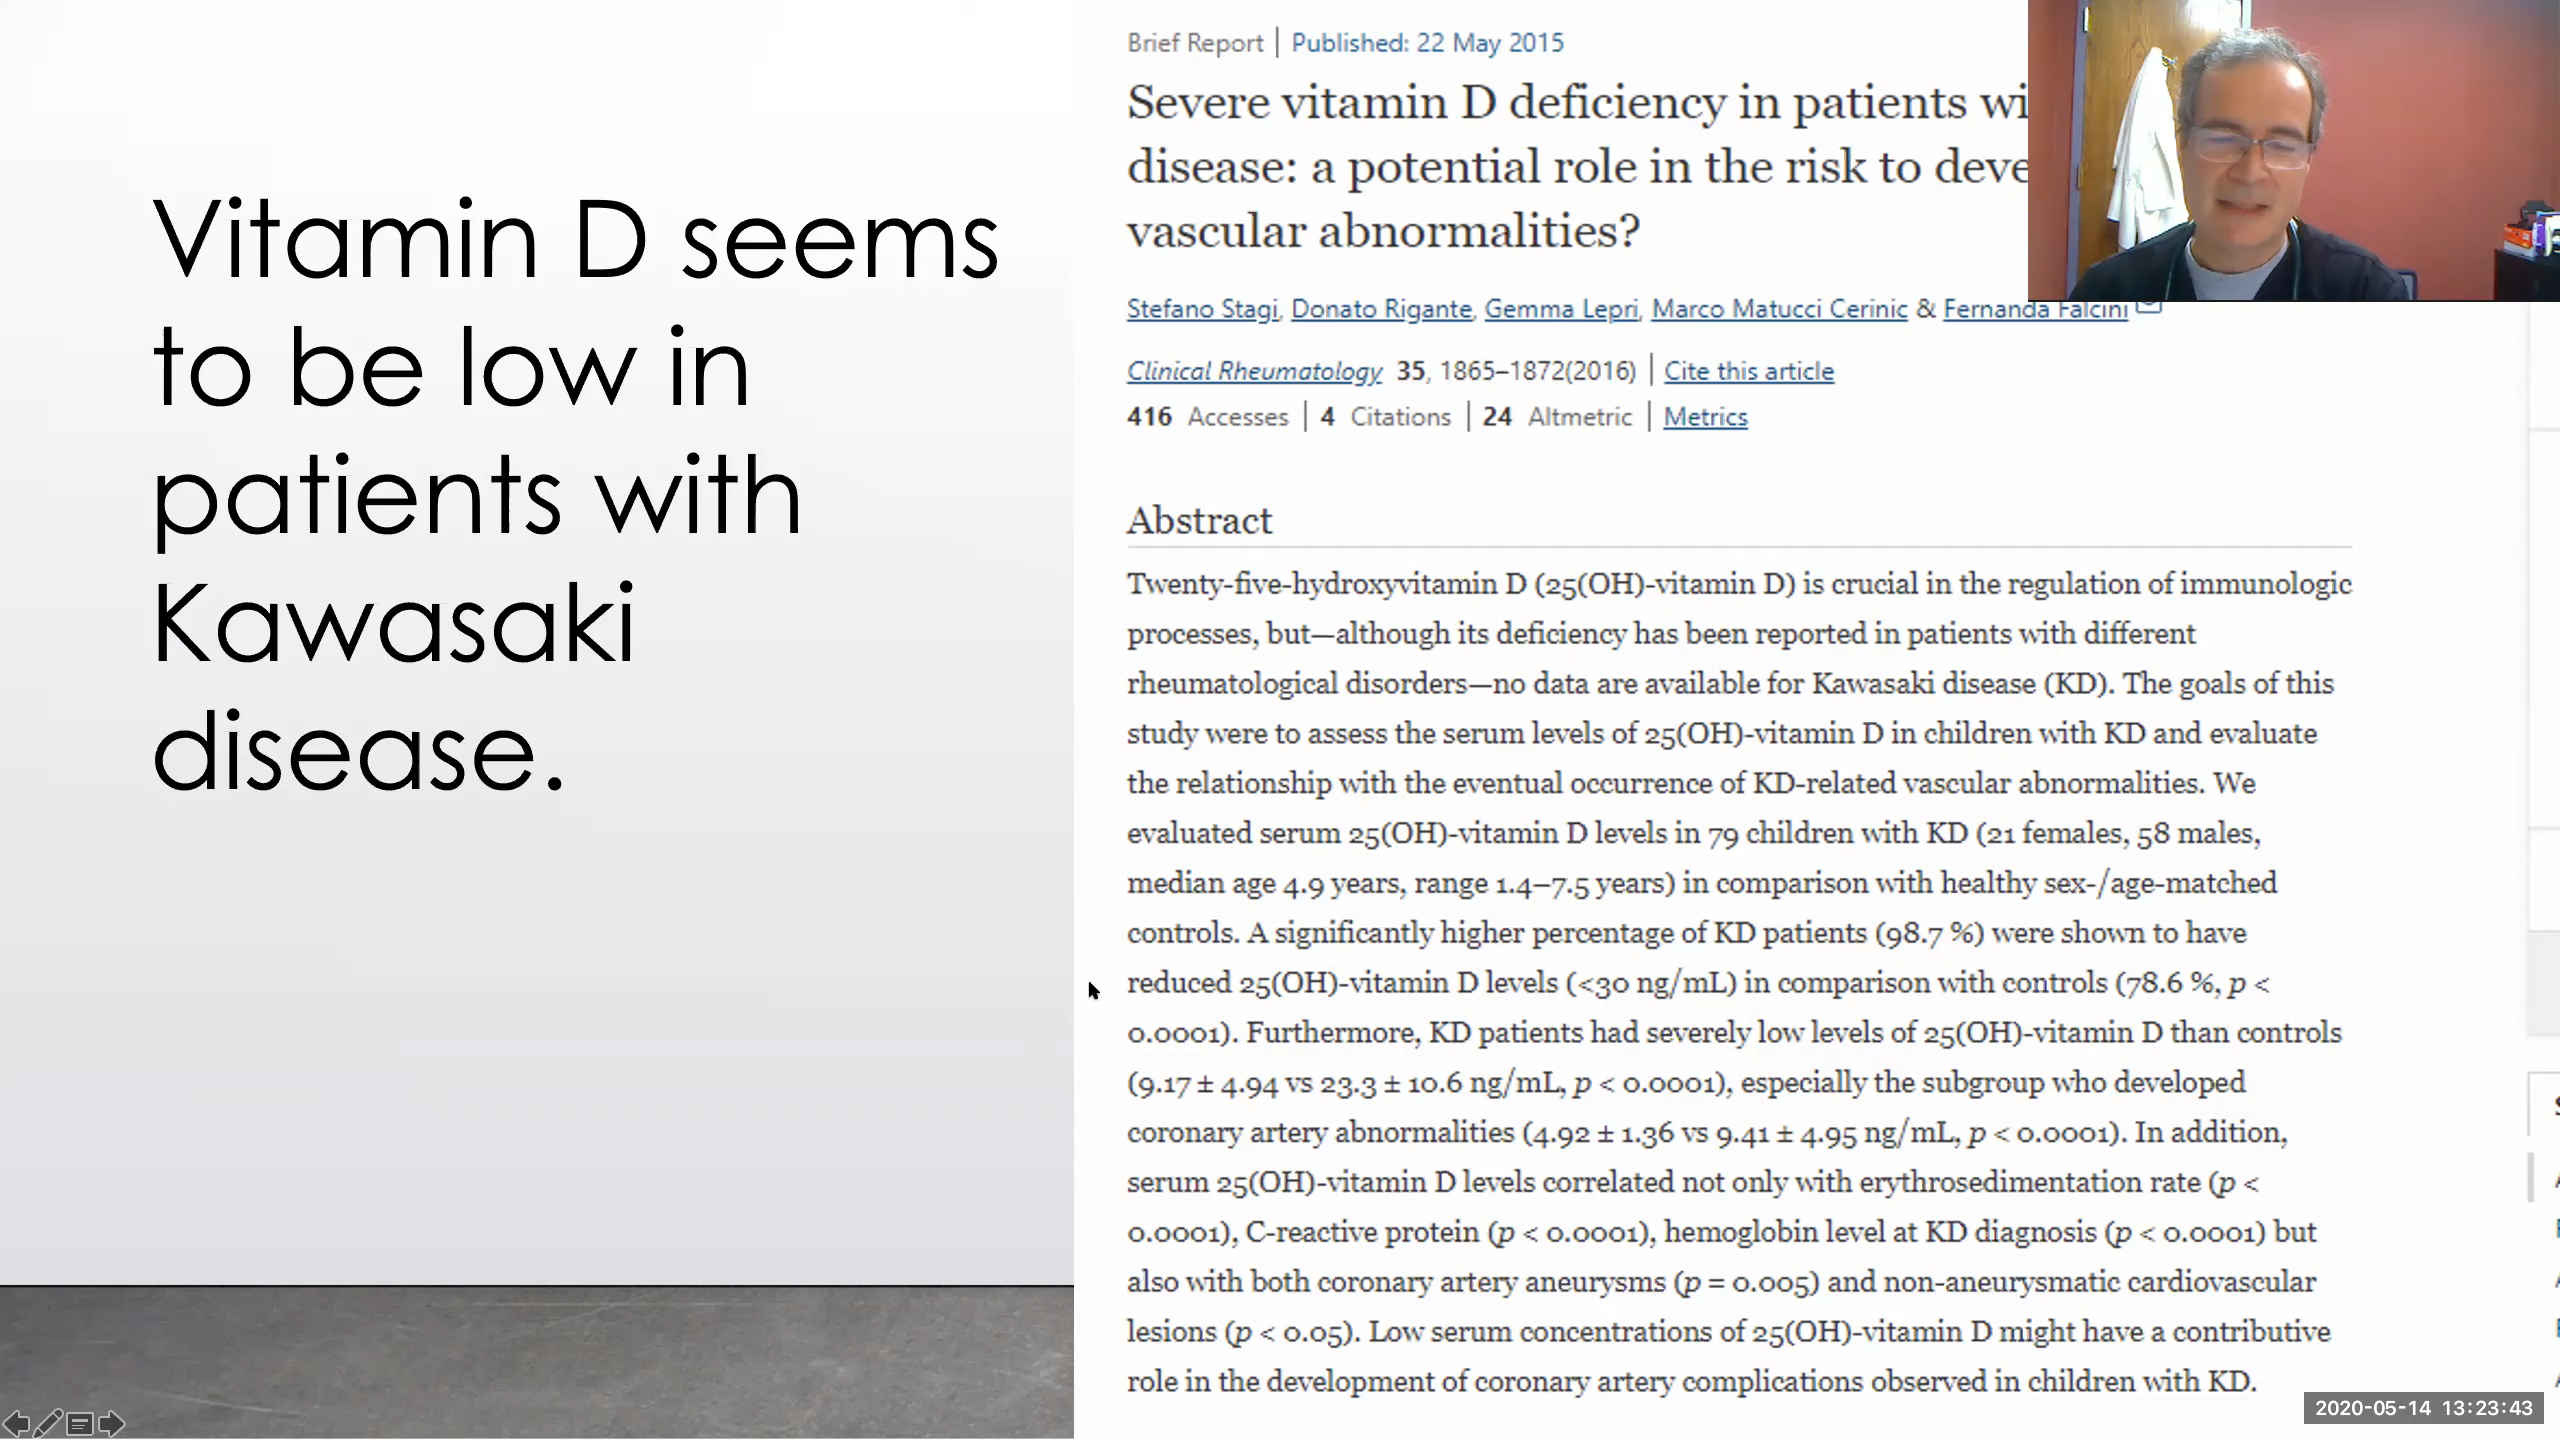 Vitamin D seems
to be low in
patients with
Kawasaki
disease.
Brief Report | Published: 22 May 2015
Severe vitamin D deficiency in patients wi
disease: a potential role in the risk to deve
vascular abnormalities?
Stefano Stagi, Donato Rigante, Gemma Lepri, Marco Matucci Cerinic & Fernanda Falcini
Clinical Rheumatology 35, 1865–1872(2016) | Cite this article
416 Accesses | 4 Citations | 24 Altmetric | Metrics
Abstract
Twenty-five-hydroxyvitamin D (25(OH)-vitamin D) is crucial in the regulation of immunologic
processes, but—although its deficiency has been reported in patients with different
rheumatological disorders—no data are available for Kawasaki disease (KD). The goals of this
study were to assess the serum levels of 25(OH)-vitamin D in children with KD and evaluate
the relationship with the eventual occurrence of KD-related vascular abnormalities. We
evaluated serum 25(OH)-vitamin D levels in 79 children with KD (21 females, 58 males,
median age 4.9 years, range 1.4–7.5 years) in comparison with healthy sex-/age-matched
controls. A significantly higher percentage of KD patients (98.7 %) were shown to have
reduced 25(OH)-vitamin D levels (<30 ng/mL) in comparison with controls (78.6 %, p <
0.0001). Furthermore, KD patients had severely low levels of 25(OH)-vitamin D than controls
(9.17 ± 4.94 vs 23.3 ± 10.6 ng/mL, p < 0.0001), especially the subgroup who developed
coronary artery abnormalities (4.92 ± 1.36 vs 9.41 ± 4.95 ng/mL, p < 0.0001). In addition,
serum 25(OH)-vitamin D levels correlated not only with erythrosedimentation rate (p <
0.0001), C-reactive protein (p < 0.0001), hemoglobin level at KD diagnosis (p < 0.0001) but
also with both coronary artery aneurysms (p = 0.005) and non-aneurysmatic cardiovascular
lesions (p < 0.05). Low serum concentrations of 25(OH)-vitamin D might have a contributive
role in the development of coronary artery complications observed in children with KD.
2020-05-14 13:23:43